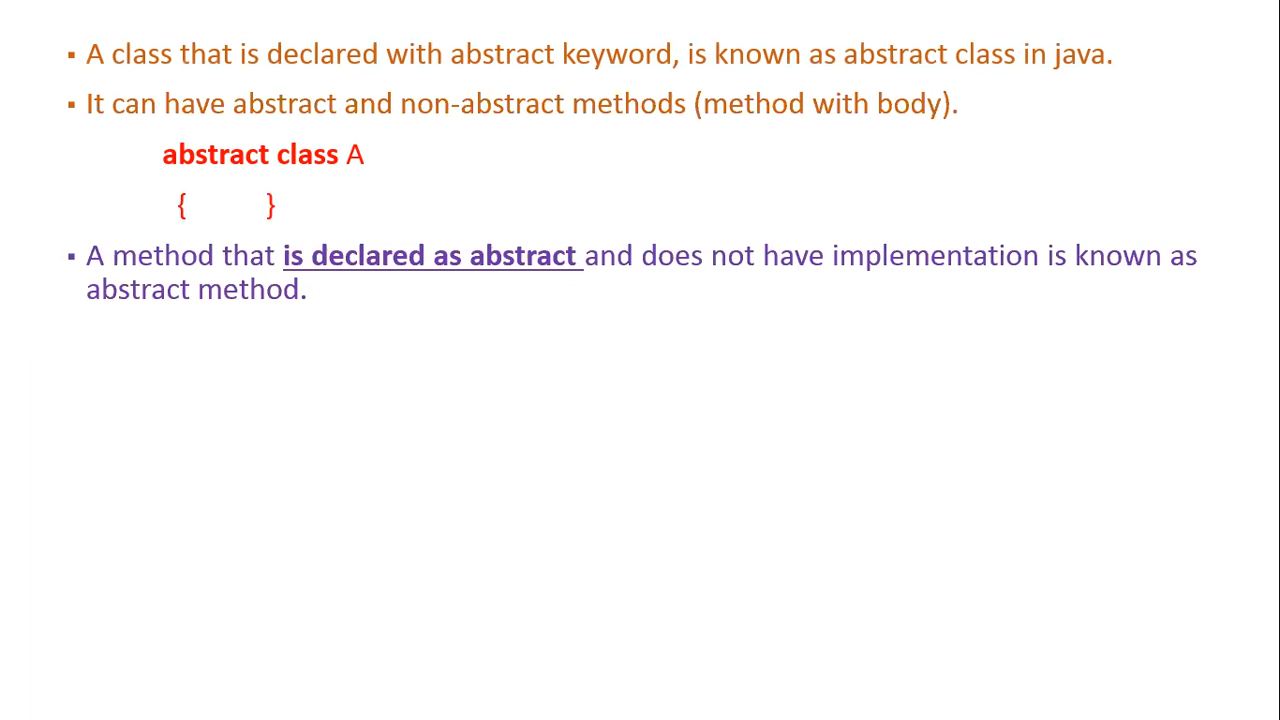 ▪ A class that is declared with abstract keyword, is known as abstract class in java.
▪ It can have abstract and non-abstract methods (method with body).
abstract class A
{ }
▪ A method that is declared as abstract and does not have implementation is known as
abstract method.